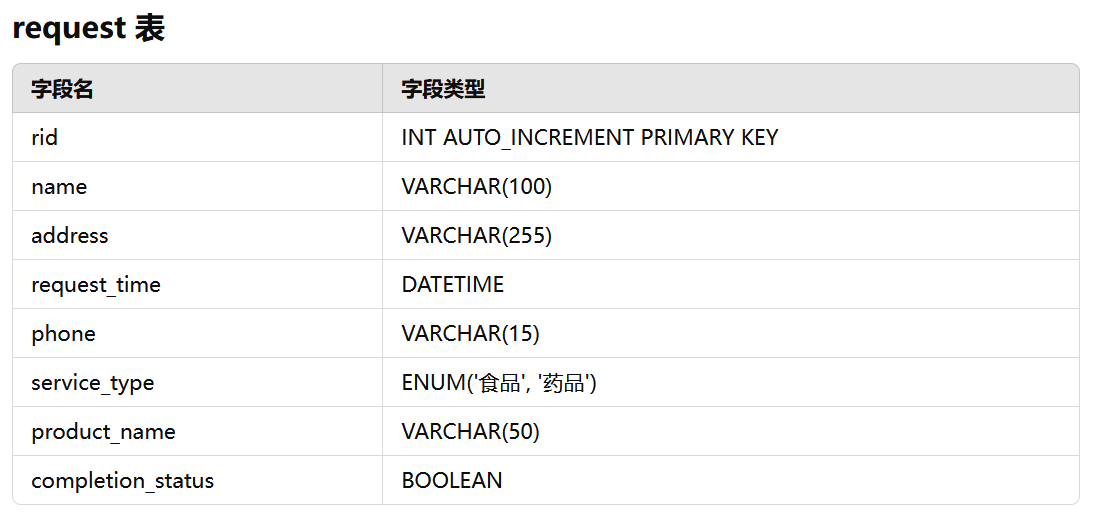 request 表
字段名 字段类型
rid INT AUTO_INCREMENT PRIMARY KEY
name VARCHAR(100)
address VARCHAR(255)
request_time DATETIME
phone VARCHAR(15)
service_type ENUM('食品', '药品')
product_name VARCHAR(50)
completion_status BOOLEAN